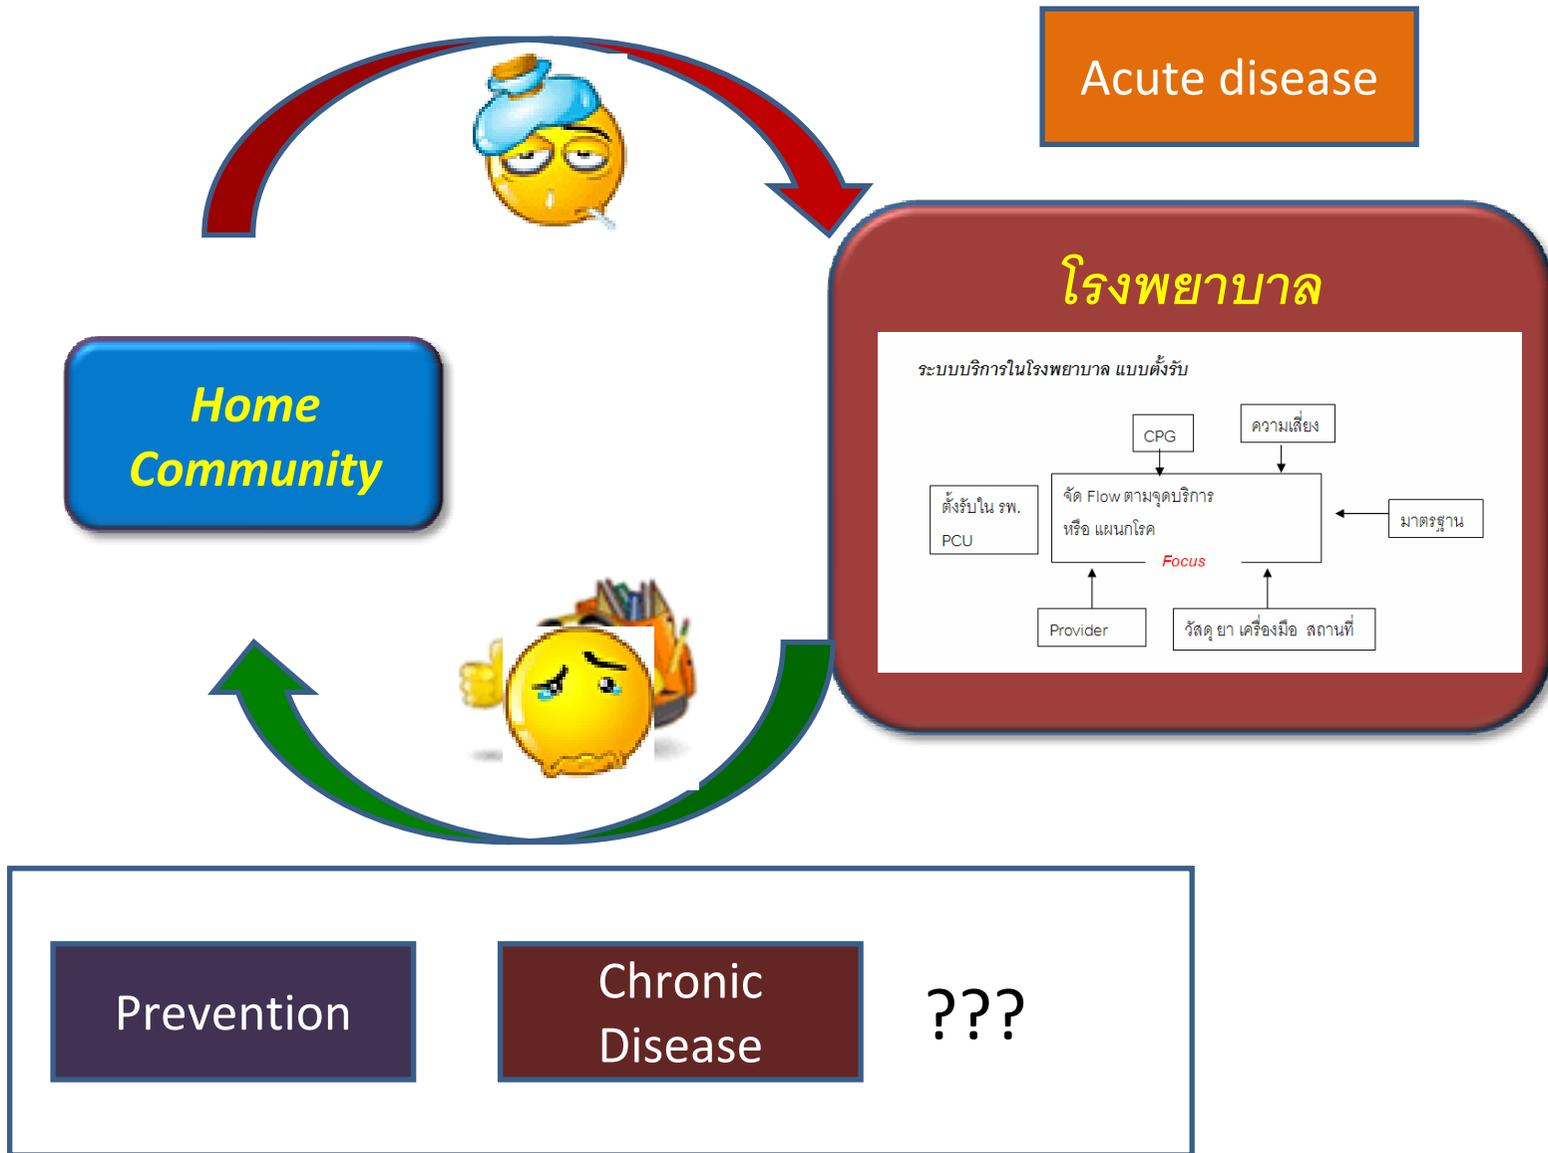 Acute disease
โรงพยาบาล
Home
Community
ระบบบริการในโรงพยาบาล แบบตั้งรับ
CPG
ความเสี่ยง
ตั้งรับใน รพ.
PCU
จัด Flow ตามจุดบริการ
หรือ แผนกโรค
Focus
มาตรฐาน
Provider
วัสดุ ยา เครื่องมือ สถานที่
Prevention
Chronic
Disease
???